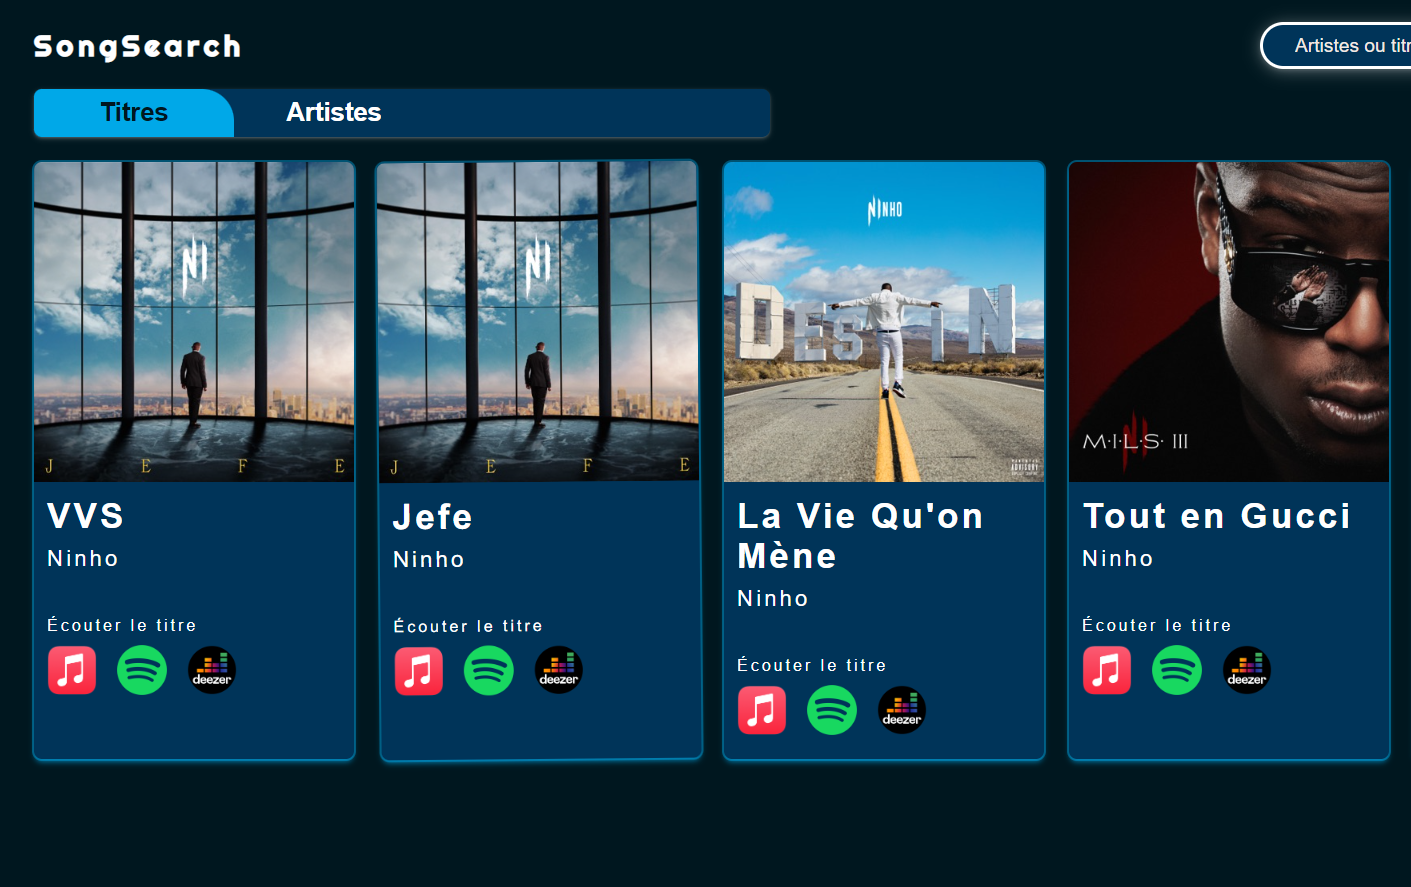 SongSearch
Artistes ou titr
Titres
Artistes
NI
J E F E
NI
J E F E
NINHO
DESTIN
PARENTAL
ADVISORY
M·I·L·S· III
VVS
Ninho
Écouter le titre
deezer
Jefe
Ninho
Écouter le titre
deezer
La Vie Qu'on
Mène
Ninho
Écouter le titre
deezer
Tout en Gucci
Ninho
Écouter le titre
deezer